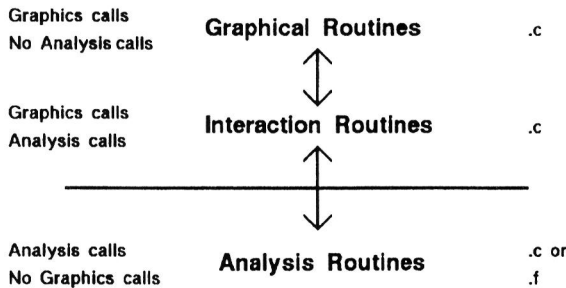 Graphics calls
No Analysis calls
Graphical Routines
.c
Graphics calls
Analysis calls
Interaction Routines
.c
Analysis calls
No Graphics calls
Analysis Routines
.c or
.f